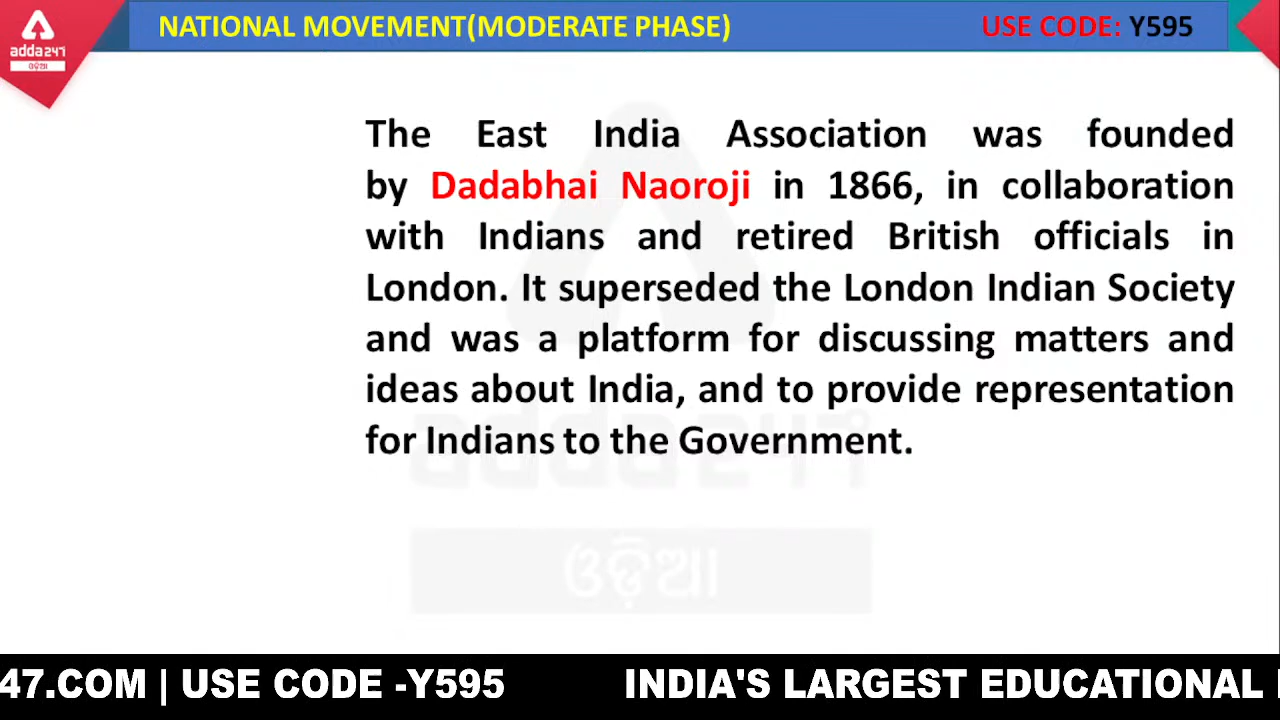 NATIONAL MOVEMENT(MODERATE PHASE)
USE CODE: Y595
adda247
ଓଡ଼ିଆ
The East India Association was founded
by Dadabhai Naoroji in 1866, in collaboration
with Indians and retired British officials in
London. It superseded the London Indian Society
and was a platform for discussing matters and
ideas about India, and to provide representation
for Indians to the Government.
adda247
ଓଡ଼ିଆ
47.COM | USE CODE -Y595 INDIA'S LARGEST EDUCATIONAL